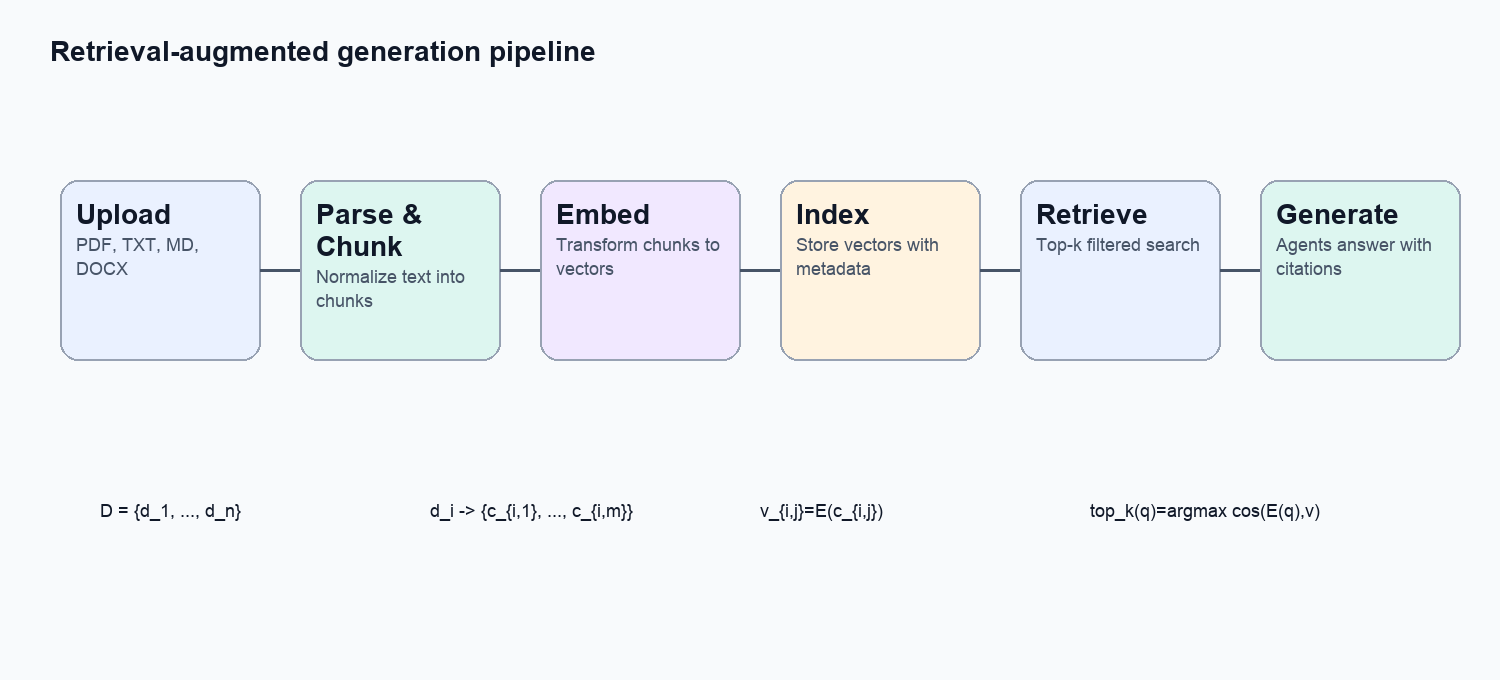 Retrieval-augmented generation pipeline
Upload
PDF, TXT, MD,
DOCX
Parse &
Chunk
Normalize text into
chunks
Embed
Transform chunks to
vectors
Index
Store vectors with
metadata
Retrieve
Top-k filtered search
Generate
Agents answer with
citations
D = {d_1, ..., d_n}
d_i -> {c_{i,1}, ..., c_{i,m}}
v_{i,j}=E(c_{i,j})
top_k(q)=argmax cos(E(q),v)